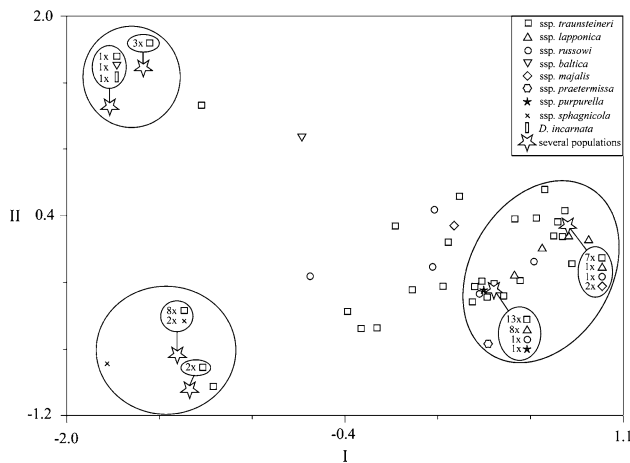 2.0
ssp. traunsteineri
ssp. lapponica
ssp. russowi
ssp. baltica
ssp. majalis
ssp. praetermissa
ssp. purpurella
ssp. sphagnicola
D. incarnata
several populations
3x
1x
1x
1x
II
0.4
7x
1x
1x
2x
8x
2x
13x
8x
1x
1x
2x
-1.2
-2.0
-0.4
1.1
I